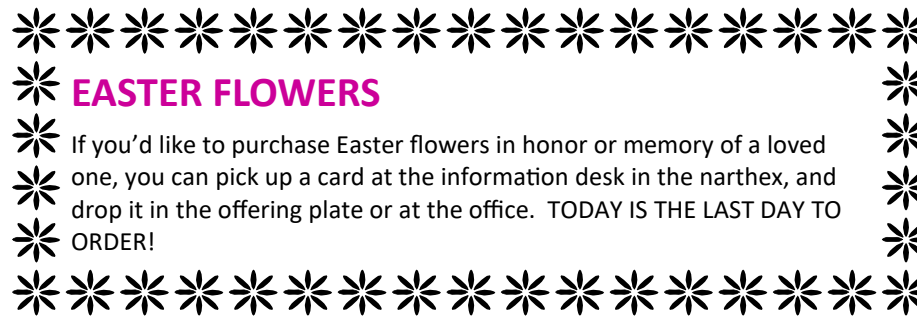 EASTER FLOWERS
If you’d like to purchase Easter flowers in honor or memory of a loved
one, you can pick up a card at the information desk in the narthex, and
drop it in the offering plate or at the office.  TODAY IS THE LAST DAY TO
ORDER!